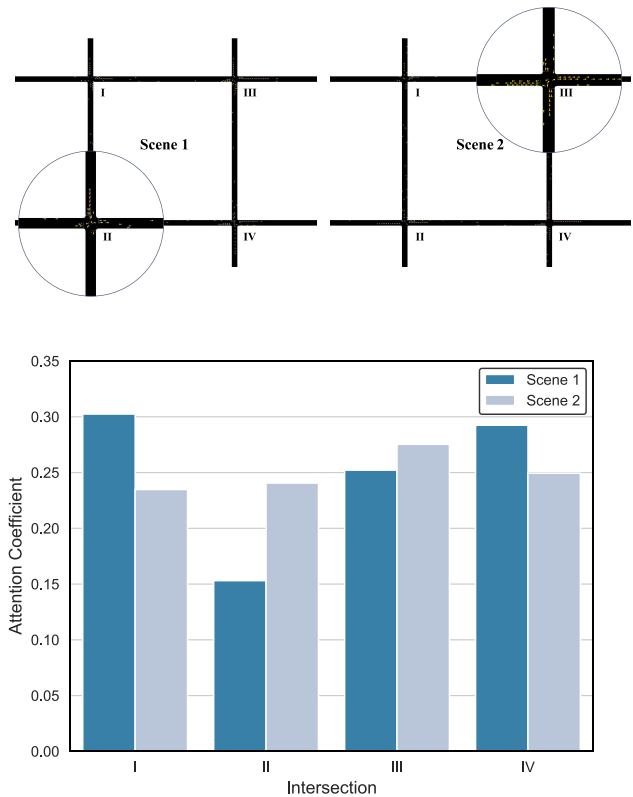 I
III
Scene 1
II
IV
III
Scene 2
II
IV
I
0.35
0.30
0.25
0.20
0.15
0.10
0.05
0.00
Attention Coefficient
Scene 1
Scene 2
I
II
III
IV
Intersection